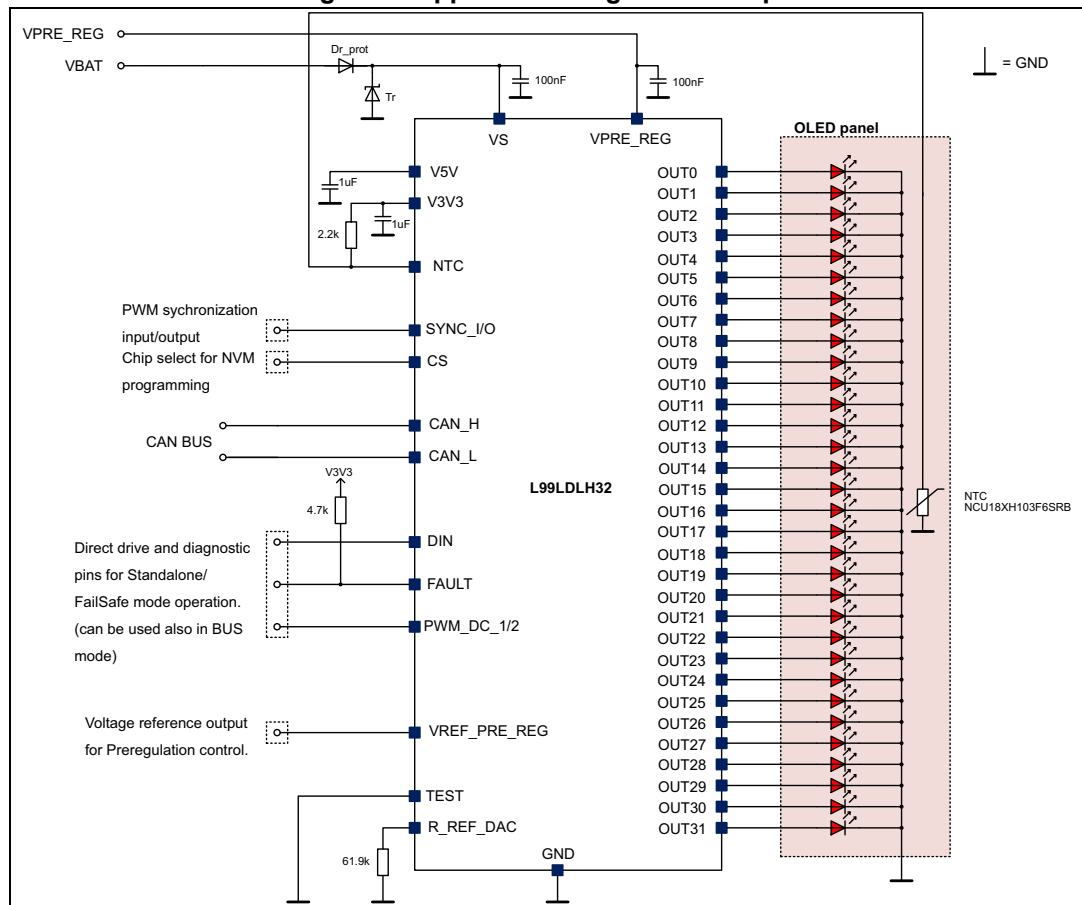 VPRE_REG
VBAT
Dr_prot
Tr
100nF
100nF
= GND
VS
VPRE_REG
OLED panel
V5V
1uF
V3V3
1uF
2.2k
NTC
PWM sychronization
input/output
SYNC_I/O
Chip select for NVM
programming
CS
CAN BUS
CAN_H
CAN_L
V3V3
4.7k
L99LDLH32
Direct drive and diagnostic
pins for Standalone/
FailSafe mode operation.
(can be used also in BUS
mode)
DIN
FAULT
PWM_DC_1/2
Voltage reference output
for Preregulation control.
VREF_PRE_REG
TEST
R_REF_DAC
61.9k
GND
OUT0
OUT1
OUT2
OUT3
OUT4
OUT5
OUT6
OUT7
OUT8
OUT9
OUT10
OUT11
OUT12
OUT13
OUT14
OUT15
OUT16
OUT17
OUT18
OUT19
OUT20
OUT21
OUT22
OUT23
OUT24
OUT25
OUT26
OUT27
OUT28
OUT29
OUT30
OUT31
NTC
NCU18XH103F6SRB